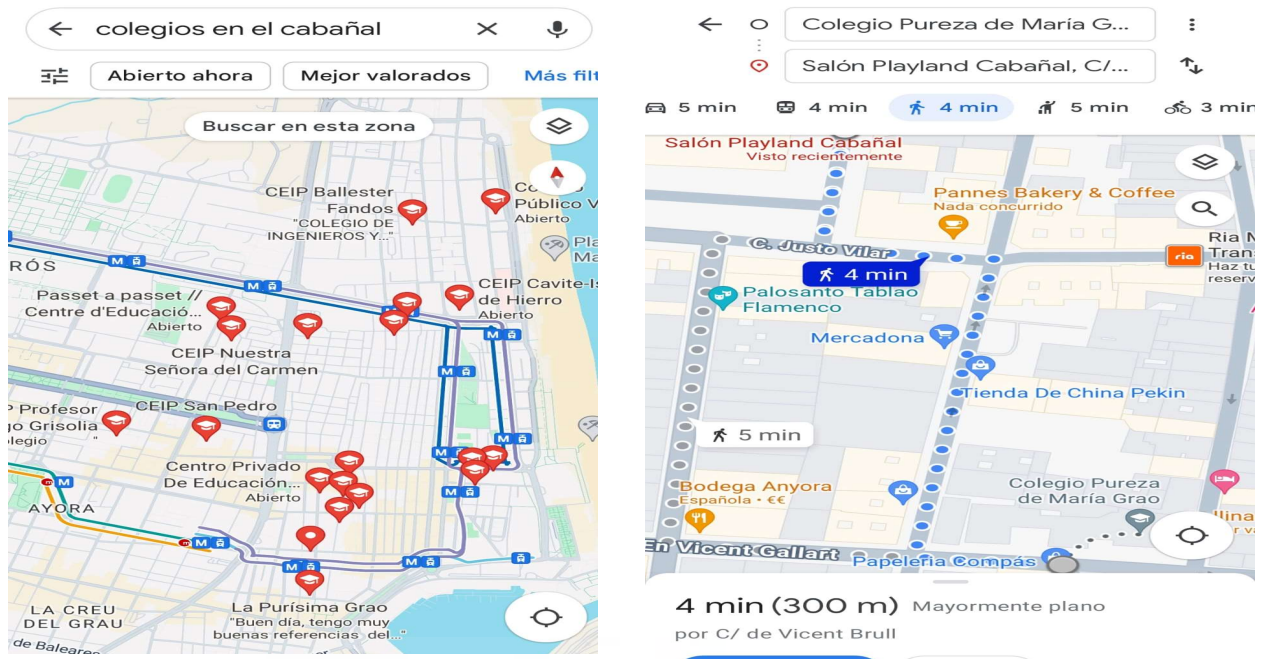 colegios en el cabañal
Abierto ahora
Mejor valorados
Más filt
Buscar en esta zona
CEIP Ballester
Fandos
"COLEGIO DE
INGENIEROS Y..."
Co
Público V
Abierto
Pla
Ma
RÓS
M
M
CEIP Cavite-Is
de Hierro
Abierto
Passet a passet //
Centre d'Educació...
Abierto
M
CEIP Nuestra
Señora del Carmen
M
P Profesor
go Grisolia
olegio "
CEIP San Pedro
M
M
Centro Privado
De Educación...
Abierto
M
M
AYORA
M
M
M
LA CREU
DEL GRAU
La Purísima Grao
"Buen día, tengo muy
buenas referencias del..."
de Baleares
Colegio Pureza de María G...
Salón Playland Cabañal, C/...
5 min
4 min
4 min
5 min
3 min
Salón Playland Cabañal
Visto recientemente
Pannes Bakery & Coffee
Nada concurrido
C. Justo Vilar
4 min
ria
Ria M
Tran
Haz tu
reserv
Palosanto Tablao
Flamenco
Mercadona
Tienda De China Pekin
5 min
Bodega Anyora
Española • €€
Colegio Pureza
de María Grao
llina
r va
En Vicent Gallart
Papelería Compás
4 min (300 m) Mayormente plano
por C/ de Vicent Brull